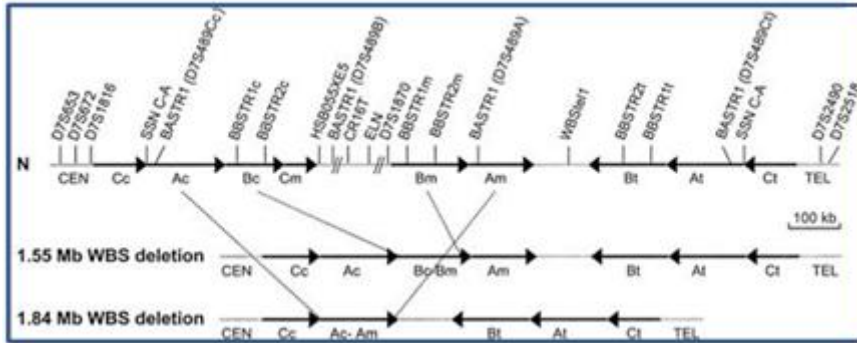 D7S653
D7S672
D7S1816
SSN C-A
BASTR1 (D7S489Cc)
BBSTR1c
BBSTR2c
HSB055XE5
BASTR1 (D7S489B)
CR16T
ELN
D7S1870
BBSTR1m
BBSTR2m
BASTR1 (D7S489A)
WBStel1
BBSTR2t
BBSTR1t
BASTR1 (D7S489Ct)
SSN C-A
D7S2490
D7S2518
N
CEN Cc Ac Bc Cm Bm Am Bt At Ct TEL
100 kb
1.55 Mb WBS deletion
CEN Cc Ac Bc-Bm Am Bt At Ct TEL
1.84 Mb WBS deletion
CEN Cc Ac- Am Bt At Ct TEL